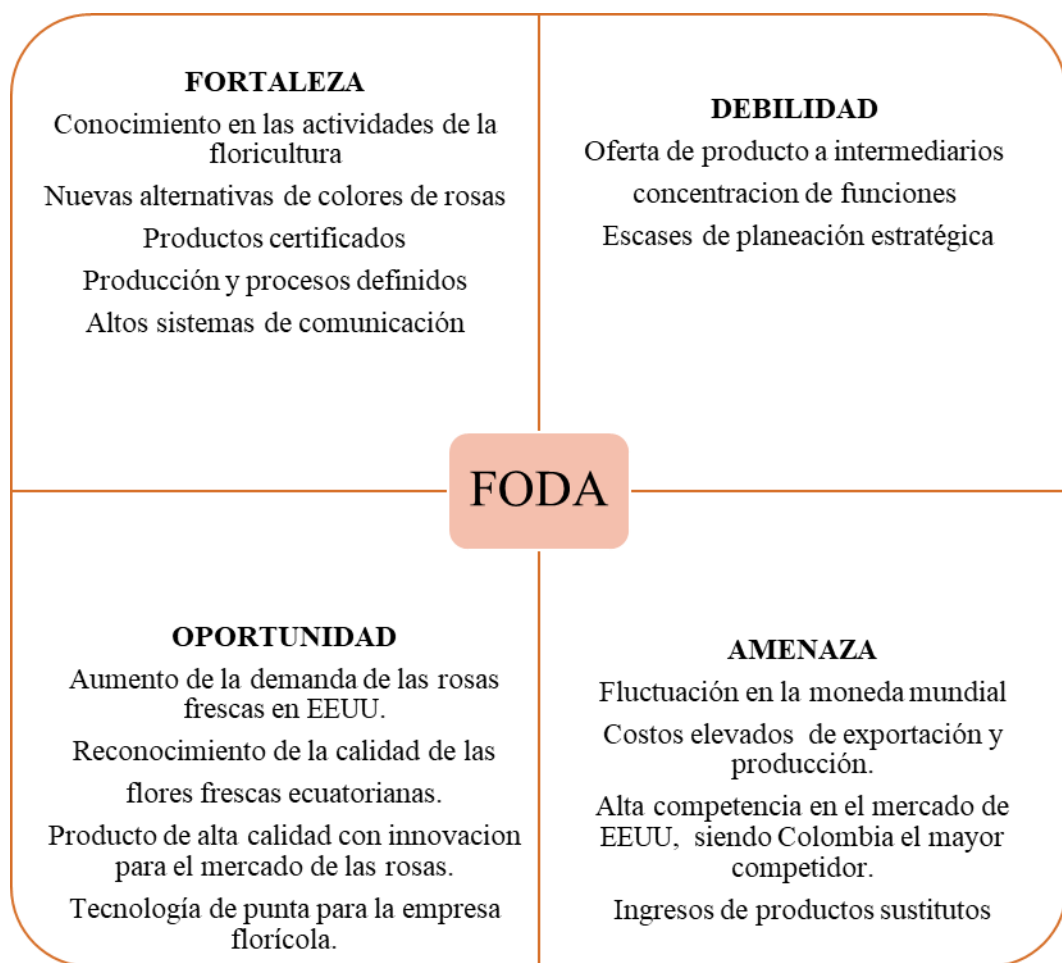 FORTALEZA
Conocimiento en las actividades de la
floricultura
Nuevas alternativas de colores de rosas
Productos certificados
Producción y procesos definidos
Altos sistemas de comunicación
DEBILIDAD
Oferta de producto a intermediarios
concentracion de funciones
Escases de planeación estratégica
FODA
OPORTUNIDAD
Aumento de la demanda de las rosas
frescas en EEUU.
Reconocimiento de la calidad de las
flores frescas ecuatorianas.
Producto de alta calidad con innovacion
para el mercado de las rosas.
Tecnología de punta para la empresa
florícola.
AMENAZA
Fluctuación en la moneda mundial
Costos elevados de exportación y
producción.
Alta competencia en el mercado de
EEUU, siendo Colombia el mayor
competidor.
Ingresos de productos sustitutos